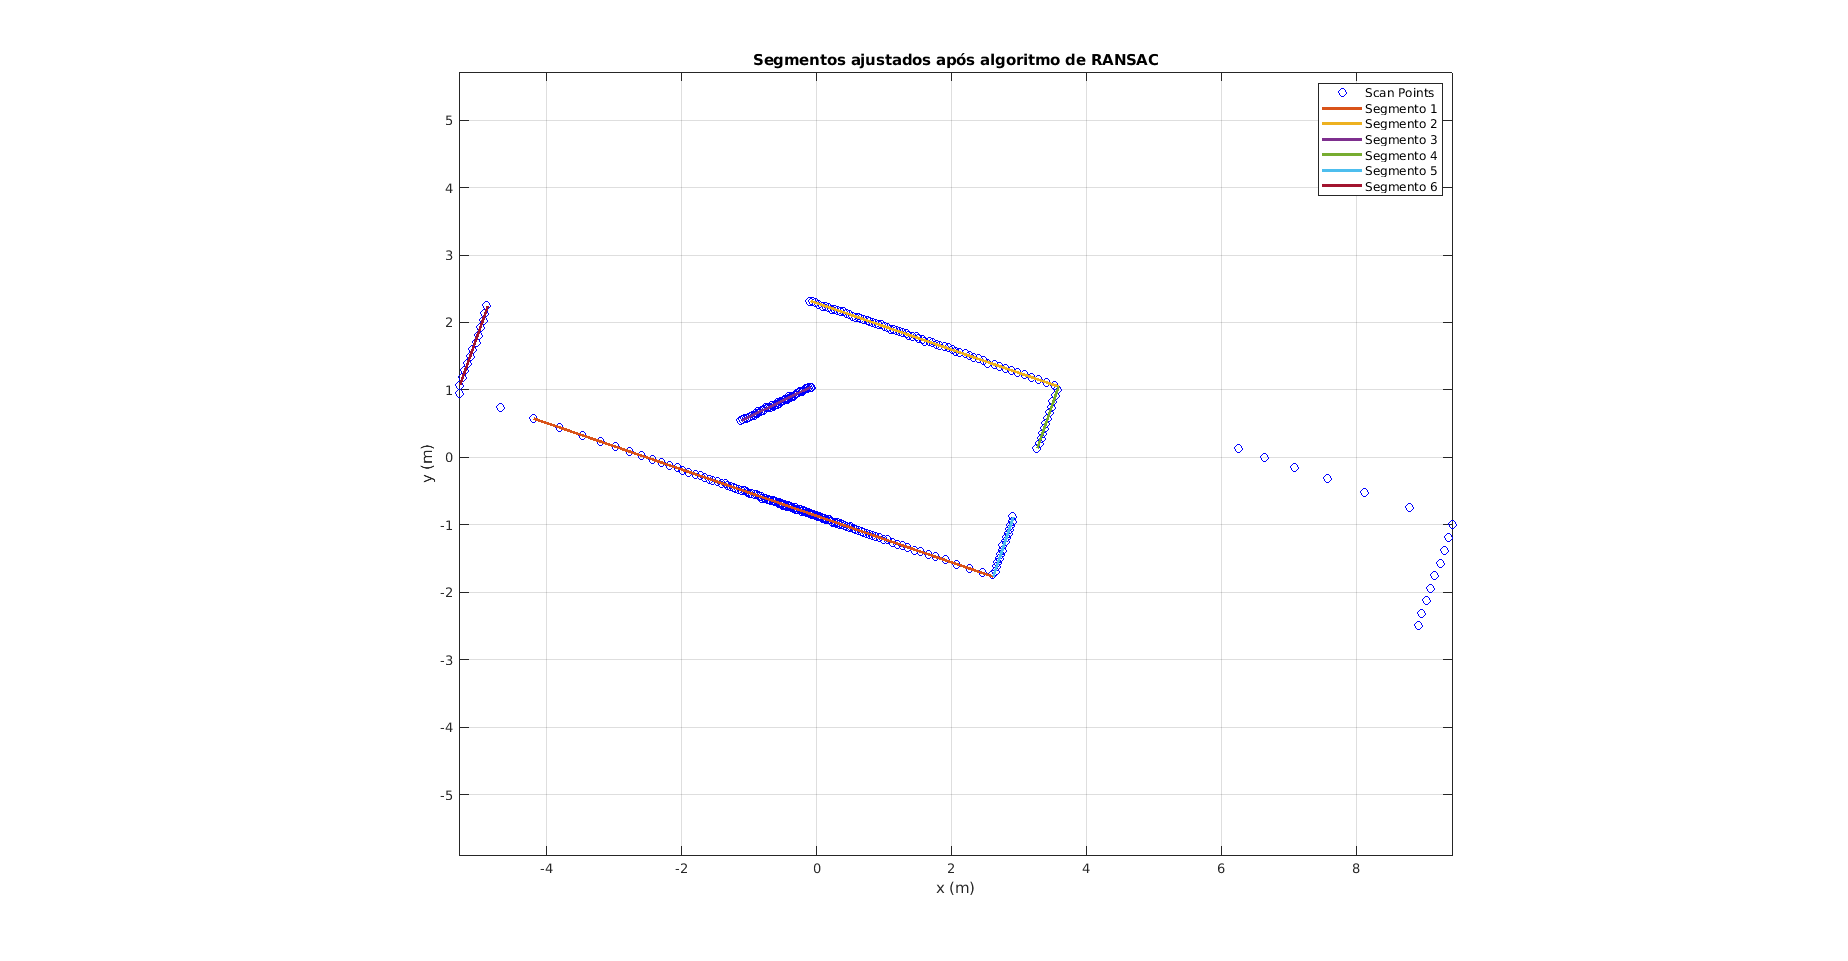 Segmentos ajustados após algoritmo de RANSAC
Scan Points
Segmento 1
Segmento 2
Segmento 3
Segmento 4
Segmento 5
Segmento 6
5
4
3
2
1
0
-1
-2
-3
-4
-5
y (m)
-4
-2
0
2
4
6
8
x (m)